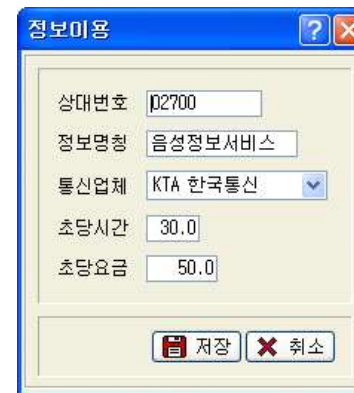 정보이용
상대번호 02700
정보명칭 음성정보서비스
통신업체 KTA 한국통신
초당시간 30.0
초당요금 50.0
저장 취소